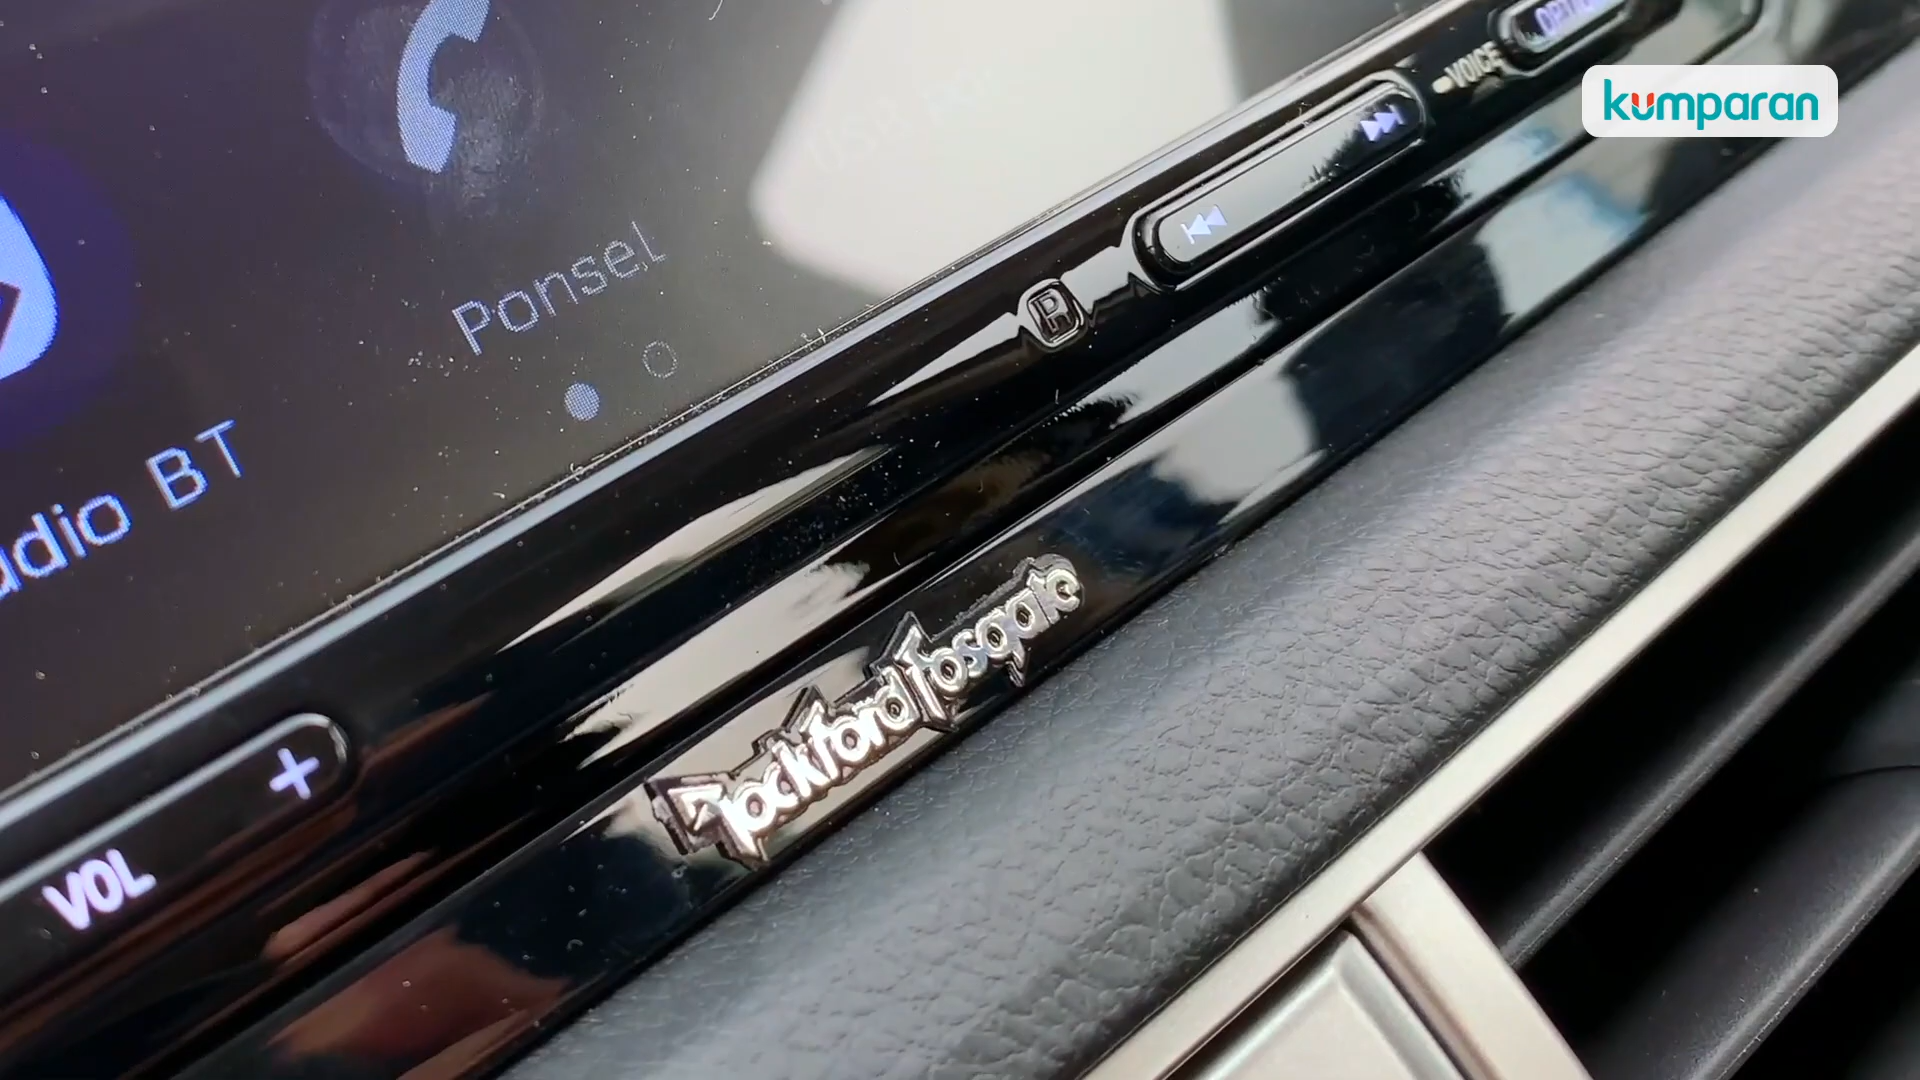 kumparan
VOICE
Ponsel
R
udio BT
Rockford Fosgate
+
VOL